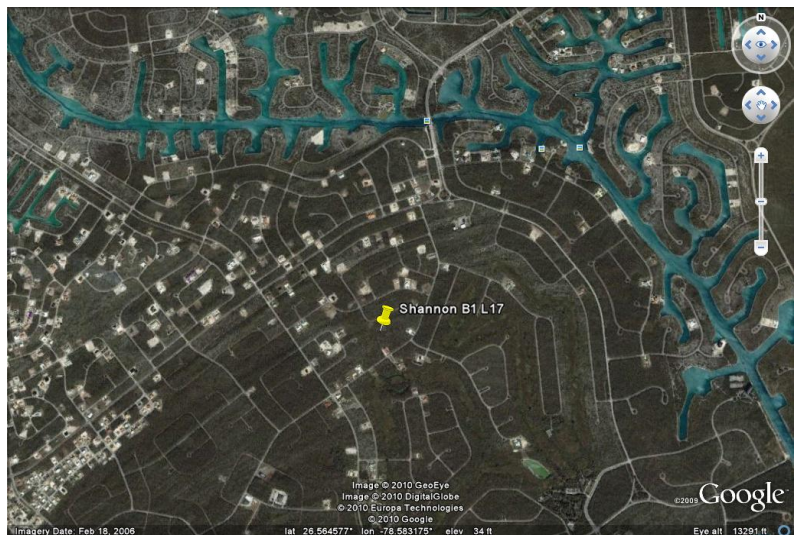 N
Shannon B1 L17
Image © 2010 GeoEye
Image © 2010 DigitalGlobe
© 2010 Europa Technologies
© 2010 Google
©2009 Google
Imagery Date: Feb 18, 2006 lat 26.564577° lon -78.583175° elev 34 ft Eye alt 13291 ft